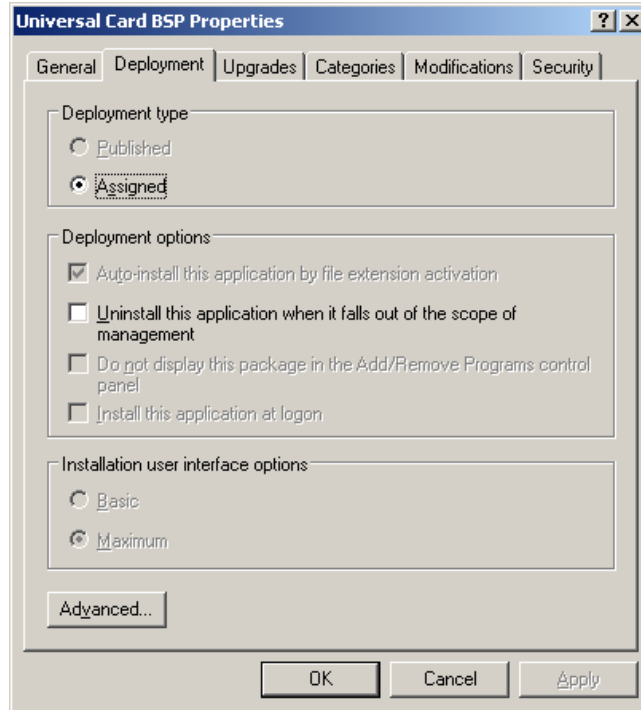 Universal Card BSP Properties
General Deployment Upgrades Categories Modifications Security
Deployment type
Published
Assigned
Deployment options
Auto-install this application by file extension activation
Uninstall this application when it falls out of the scope of
management
Do not display this package in the Add/Remove Programs control
panel
Install this application at logon
Installation user interface options
Basic
Maximum
Advanced...
OK Cancel Apply